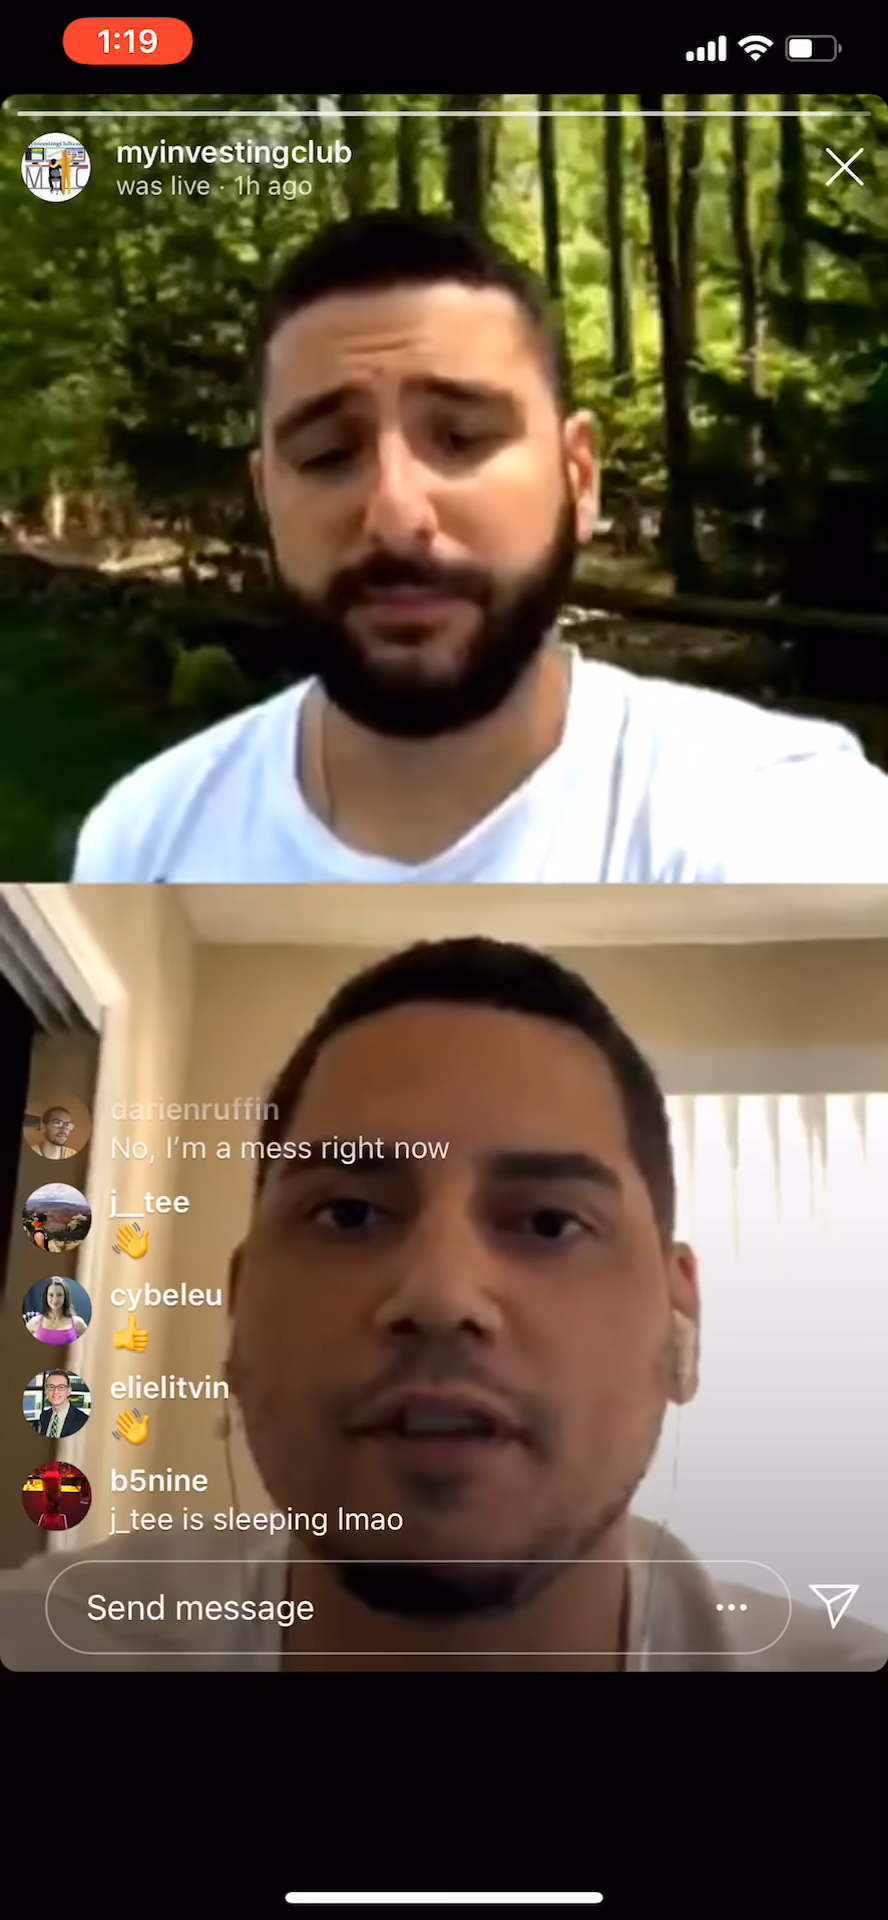 1:19
myinvestingclub
was live · 1h ago
darienruffin
No, I'm a mess right now
j__tee
👋
cybeleu
👍
elielitvin
👋
b5nine
j_tee is sleeping lmao
Send message